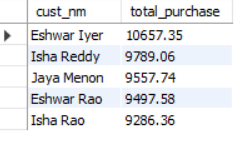 cust_nm total_purchase
Eshwar Iyer 10657.35
Isha Reddy 9789.06
Jaya Menon 9557.74
Eshwar Rao 9497.58
Isha Rao 9286.36